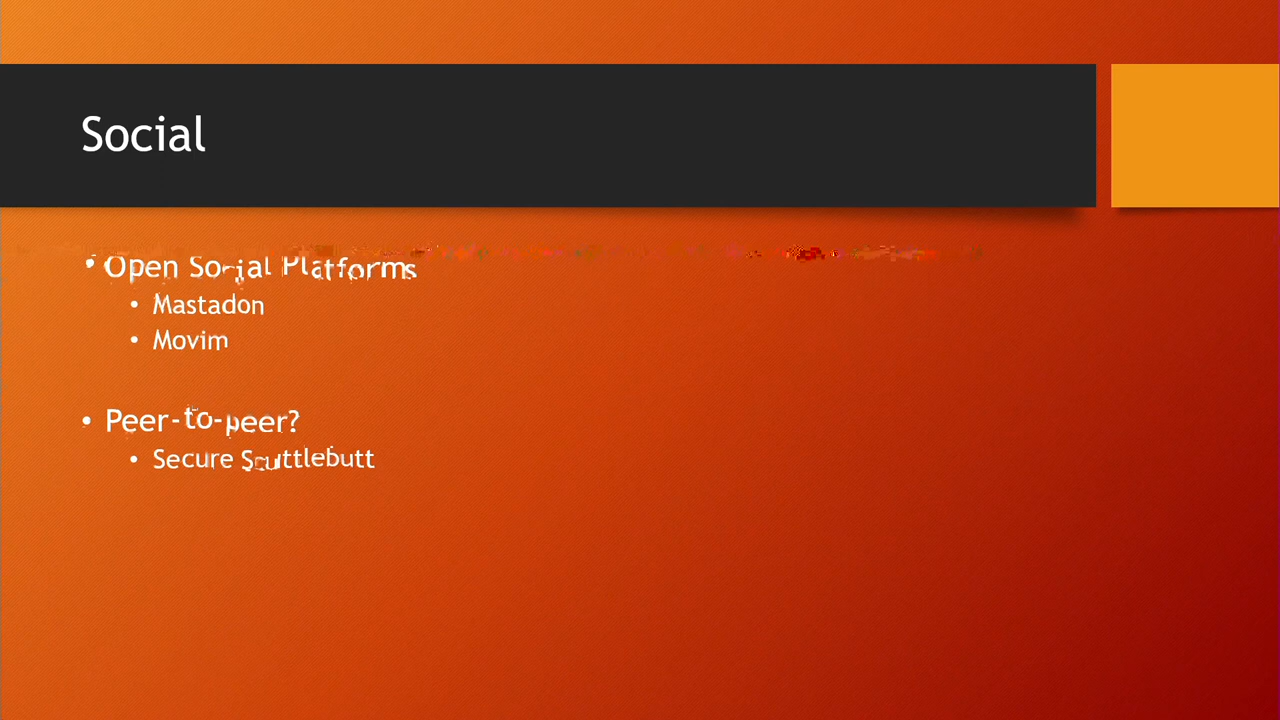 Social
• Open Social Platforms
• Mastadon
• Movim
• Peer-to-peer?
• Secure Scuttlebutt